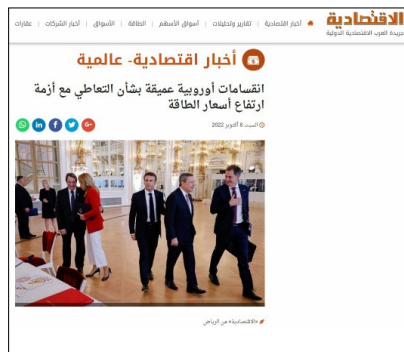 الاقتصادية
جريدة العرب الاقتصادية الدولية
أخبار اقتصادية | تقارير وتحليلات | أسواق الأسهم | الطاقة | الأسواق | أخبار الشركات | عقارات
أخبار اقتصادية- عالمية
انقسامات أوروبية عميقة بشأن التعاطي مع أزمة
ارتفاع أسعار الطاقة
السبت 8 أكتوبر 2022
«الاقتصادية» من الرياض